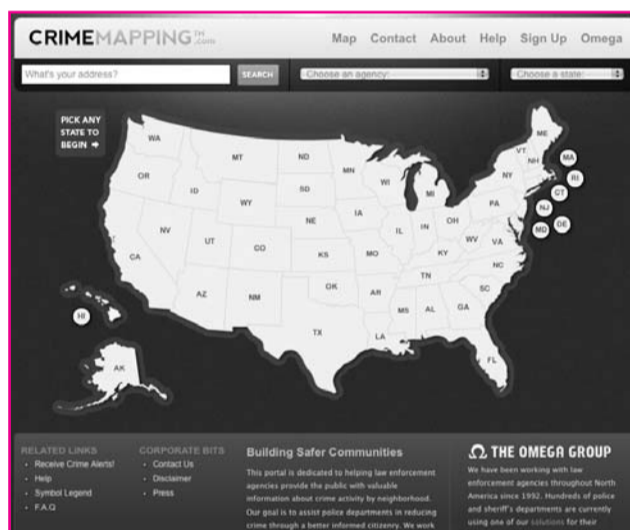 CRIMEMAPPING TM .com
Map Contact About Help Sign Up Omega
What's your address?
SEARCH
Choose an agency:
Choose a state:
PICK ANY
STATE TO
BEGIN ➜
WA
MT
ND
MN
ME
VT
NH
MA
OR
ID
WY
SD
WI
MI
NY
RI
CT
NV
UT
CO
NE
IA
IL
IN
OH
PA
NJ
MD
DE
CA
KS
MO
KY
WV
VA
AZ
NM
OK
AR
TN
NC
SC
TX
LA
MS
AL
GA
FL
HI
AK
RELATED LINKS
• Receive Crime Alerts!
• Help
• Symbol Legend
• F.A.Q
CORPORATE BITS
• Contact Us
• Disclaimer
• Press
Building Safer Communities
This portal is dedicated to helping law enforcement
agencies provide the public with valuable
information about crime activity by neighborhood.
Our goal is to assist police departments in reducing
crime through a better informed citizenry. We work
Ω THE OMEGA GROUP
We have been working with law
enforcement agencies throughout North
America since 1992. Hundreds of police
and sheriff's departments are currently
using one of our solutions for their